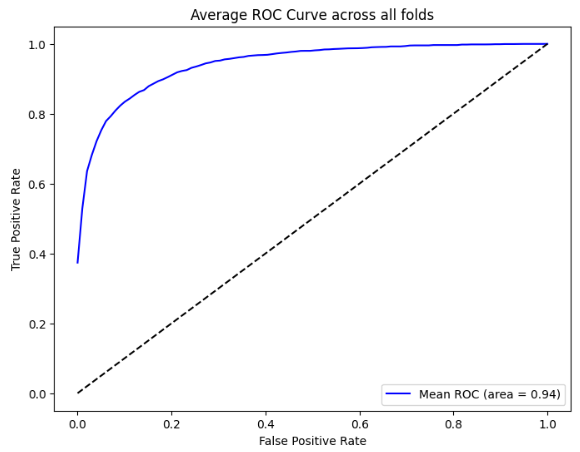 Average ROC Curve across all folds
True Positive Rate
1.0
0.8
0.6
0.4
0.2
0.0
Mean ROC (area = 0.94)
0.0 0.2 0.4 0.6 0.8 1.0
False Positive Rate